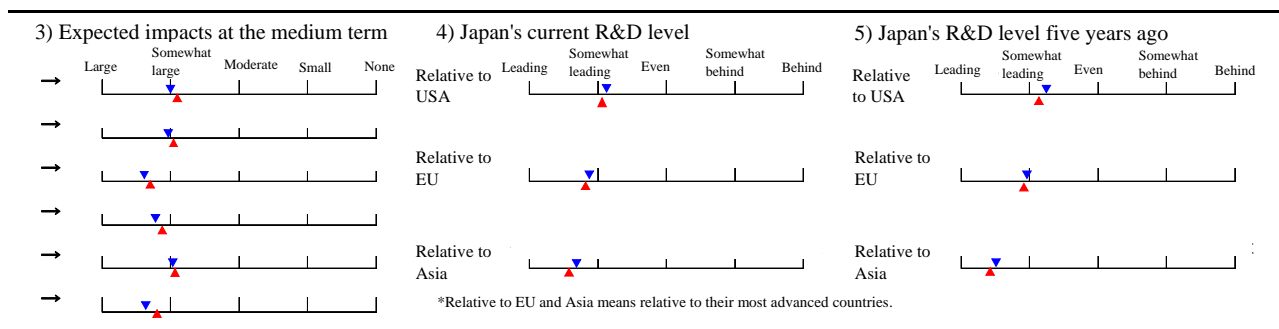 3) Expected impacts at the medium term
Large
Somewhat
large
Moderate
Small
None
→
→
→
→
→
→
4) Japan's current R&D level
Leading
Somewhat
leading
Even
Somewhat
behind
Behind
Relative to
USA
Relative to
EU
Relative to
Asia
*Relative to EU and Asia means relative to their most advanced countries.
5) Japan's R&D level five years ago
Leading
Somewhat
leading
Even
Somewhat
behind
Behind
Relative
to USA
Relative to
EU
Relative to
Asia